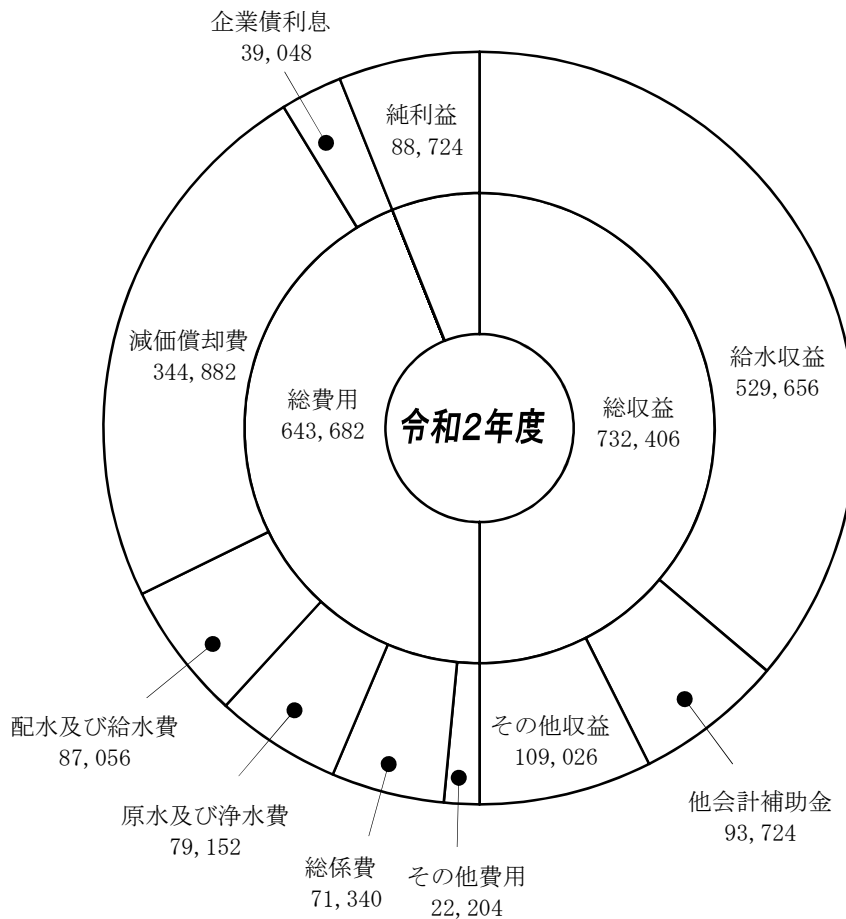 企業債利息
39,048
純利益
88,724
減価償却費
344,882
給水収益
529,656
総費用
643,682
令和2年度
総収益
732,406
配水及び給水費
87,056
原水及び浄水費
79,152
総係費
71,340
その他費用
22,204
その他収益
109,026
他会計補助金
93,724